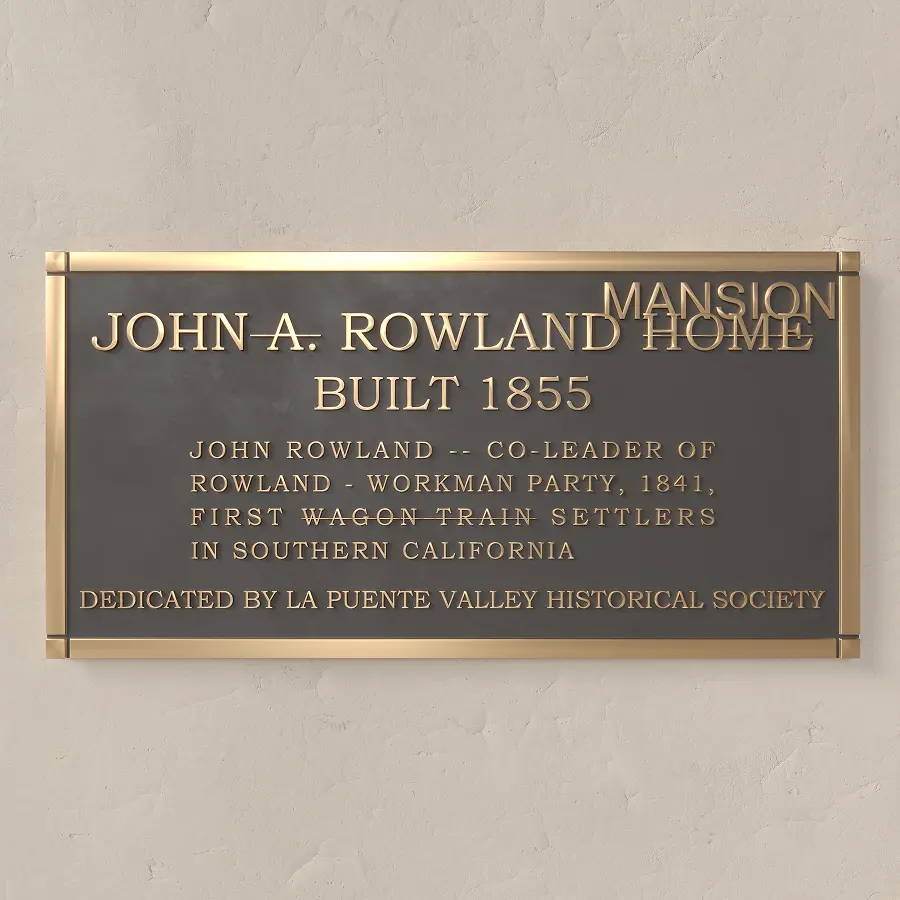 MANSION
JOHN A. ROWLAND HOME
BUILT 1855
JOHN ROWLAND -- CO-LEADER OF
ROWLAND - WORKMAN PARTY, 1841,
FIRST WAGON TRAIN SETTLERS
IN SOUTHERN CALIFORNIA
DEDICATED BY LA PUENTE VALLEY HISTORICAL SOCIETY